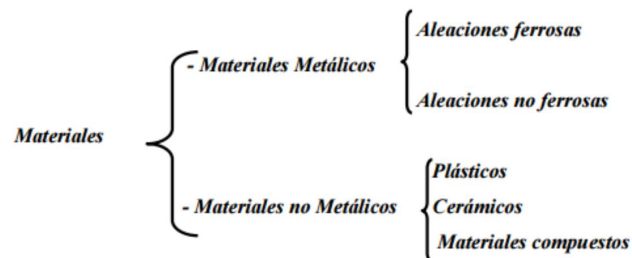 Materiales
- Materiales Metálicos
Aleaciones ferrosas
Aleaciones no ferrosas
- Materiales no Metálicos
Plásticos
Cerámicos
Materiales compuestos